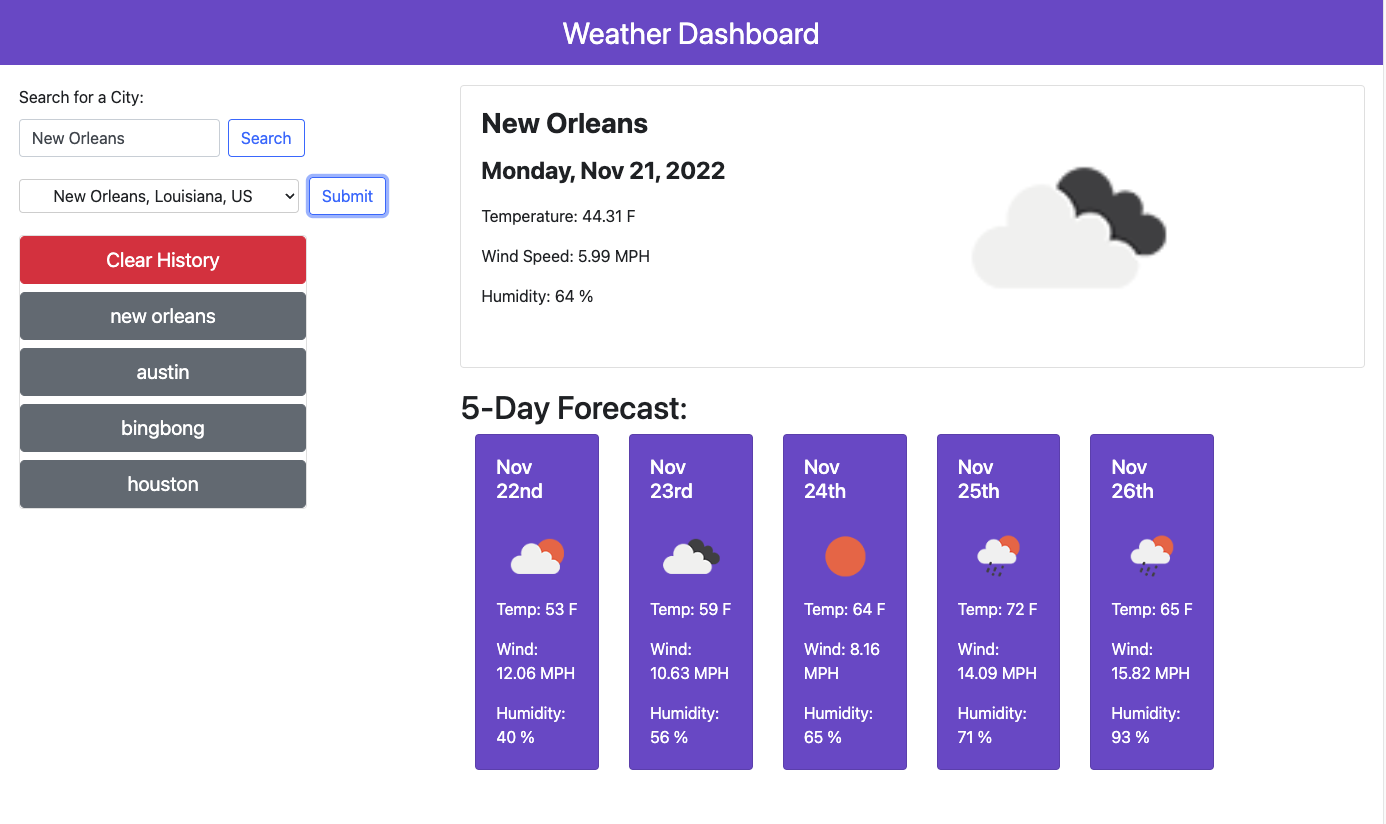 Weather Dashboard
Search for a City:
New Orleans
Search
New Orleans, Louisiana, US
Submit
Clear History
new orleans
austin
bingbong
houston
New Orleans
Monday, Nov 21, 2022
Temperature: 44.31 F
Wind Speed: 5.99 MPH
Humidity: 64 %
5-Day Forecast:
Nov
22nd
Temp: 53 F
Wind:
12.06 MPH
Humidity:
40 %
Nov
23rd
Temp: 59 F
Wind:
10.63 MPH
Humidity:
56 %
Nov
24th
Temp: 64 F
Wind: 8.16
MPH
Humidity:
65 %
Nov
25th
Temp: 72 F
Wind:
14.09 MPH
Humidity:
71 %
Nov
26th
Temp: 65 F
Wind:
15.82 MPH
Humidity:
93 %